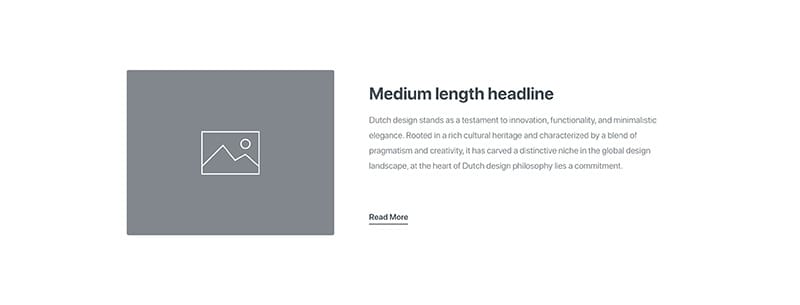 Medium length headline
Dutch design stands as a testament to innovation, functionality, and minimalistic
elegance. Rooted in a rich cultural heritage and characterized by a blend of
pragmatism and creativity, it has carved a distinctive niche in the global design
landscape, at the heart of Dutch design philosophy lies a commitment.
Read More